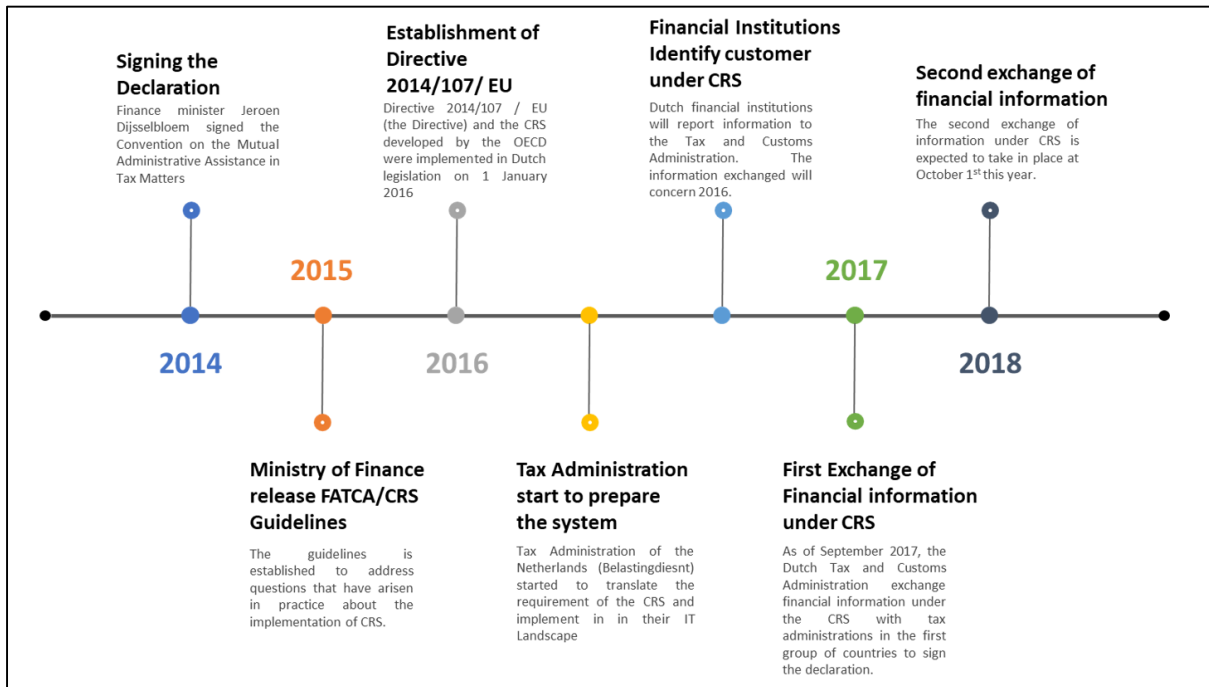 Signing the
Declaration
Finance minister Jeroen
Dijsselbloem signed the
Convention on the Mutual
Administrative Assistance in
Tax Matters
Establishment of
Directive
2014/107/ EU
Directive 2014/107 / EU
(the Directive) and the CRS
developed by the OECD
were implemented in Dutch
legislation on 1 January
2016
Financial Institutions
Identify customer
under CRS
Dutch financial institutions
will report information to
the Tax and Customs
Administration. The
information exchanged will
concern 2016.
Second exchange of
financial information
The second exchange of
information under CRS is
expected to take in place at
October 1st this year.
2015
2017
2014
2016
2018
Ministry of Finance
release FATCA/CRS
Guidelines
The guidelines is
established to address
questions that have arisen
in practice about the
implementation of CRS.
Tax Administration
start to prepare
the system
Tax Administration of the
Netherlands (Belastingdiesnt)
started to translate the
requirement of the CRS and
implement in in their IT
Landscape
First Exchange of
Financial information
under CRS
As of September 2017, the
Dutch Tax and Customs
Administration exchange
financial information under
the CRS with tax
administrations in the first
group of countries to sign
the declaration.